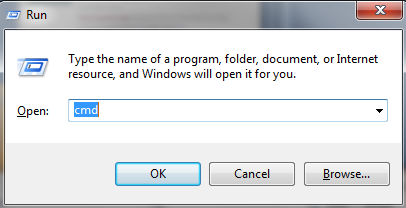 Run
Type the name of a program, folder, document, or Internet
resource, and Windows will open it for you.
Open: cmd
OK Cancel Browse...